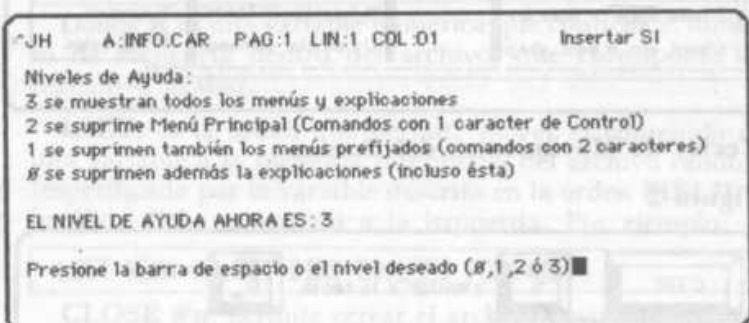 ^JH A:INFO.CAR PAG:1 LIN:1 COL:01 Insertar SI
Niveles de Ayuda:
3 se muestran todos los menús y explicaciones
2 se suprime Menú Principal (Comandos con 1 caracter de Control)
1 se suprimen también los menús prefijados (comandos con 2 caracteres)
0 se suprimen además la explicaciones (incluso ésta)
EL NIVEL DE AYUDA AHORA ES: 3
Presione la barra de espacio o el nivel deseado (0,1,2 ó 3)